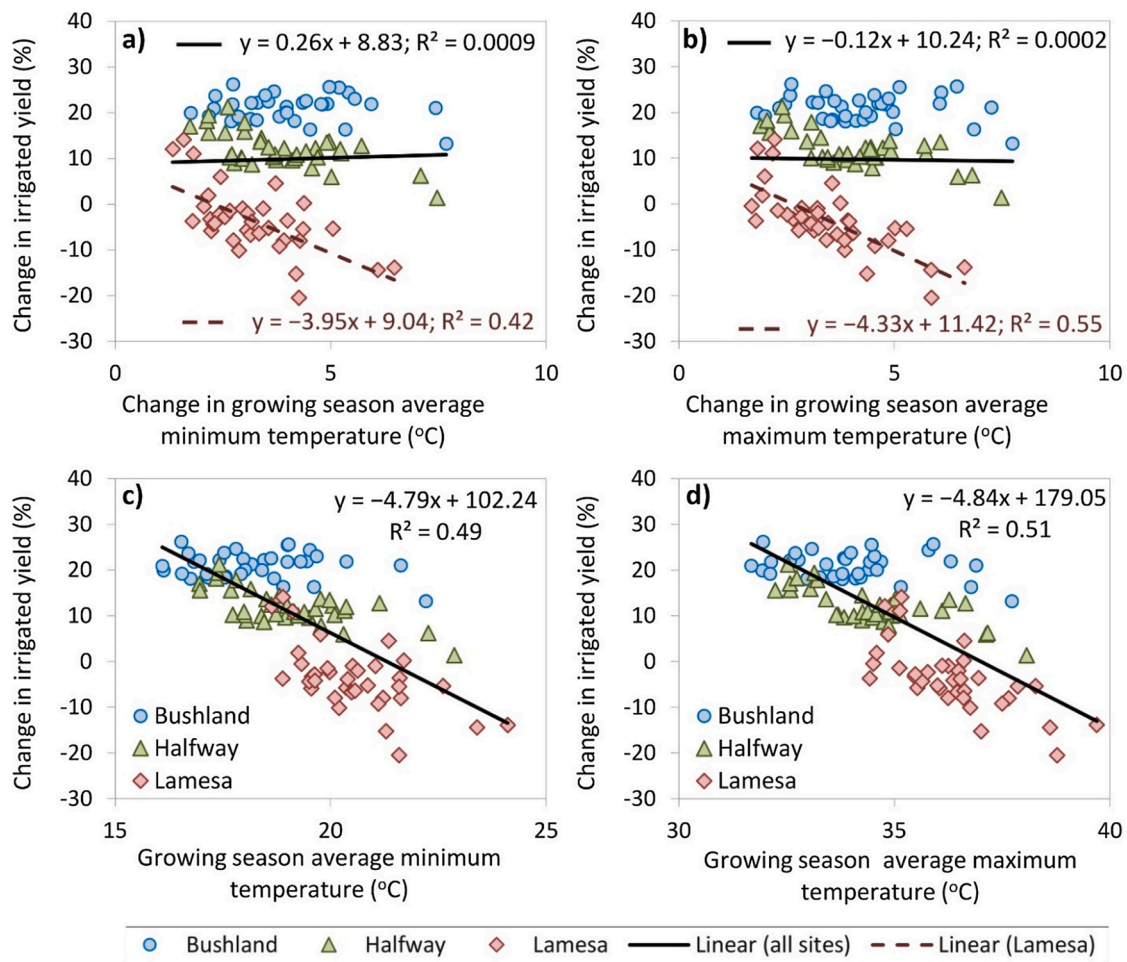 a)
y = 0.26x + 8.83; R² = 0.0009
Change in irrigated yield (%)
40
30
20
10
0
-10
-20
-30
y = −3.95x + 9.04; R² = 0.42
0
5
10
Change in growing season average
minimum temperature (ºC)
b)
y = −0.12x + 10.24; R² = 0.0002
Change in irrigated yield (%)
40
30
20
10
0
-10
-20
-30
y = −4.33x + 11.42; R² = 0.55
0
5
10
Change in growing season average
maximum temperature (ºC)
c)
y = −4.79x + 102.24
R² = 0.49
Change in irrigated yield (%)
40
30
20
10
0
-10
-20
-30
Bushland
Halfway
Lamesa
15
20
25
Growing season average minimum
temperature (ºC)
d)
y = −4.84x + 179.05
R² = 0.51
Change in irrigated yield (%)
40
30
20
10
0
-10
-20
-30
Bushland
Halfway
Lamesa
30
35
40
Growing season average maximum
temperature (ºC)
Bushland Halfway Lamesa Linear (all sites) Linear (Lamesa)